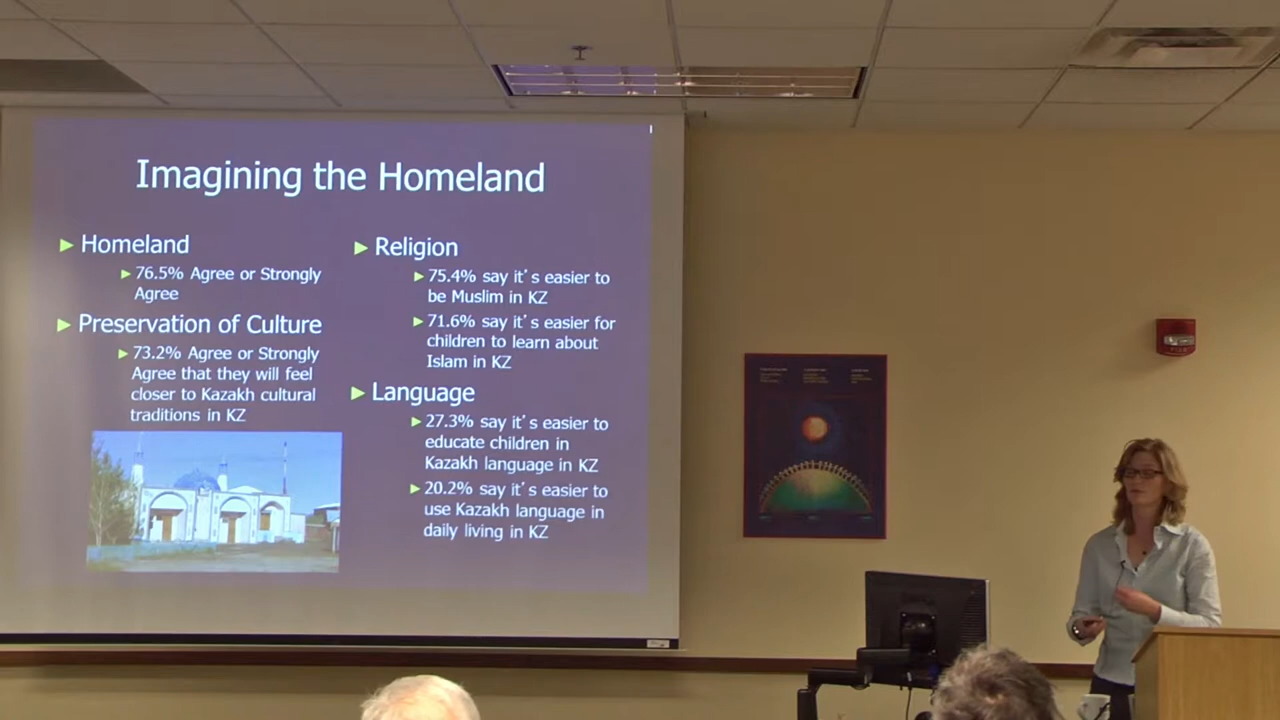 Imagining the Homeland
► Homeland
► 76.5% Agree or Strongly
Agree
► Preservation of Culture
► 73.2% Agree or Strongly
Agree that they will feel
closer to Kazakh cultural
traditions in KZ
► Religion
► 75.4% say it's easier to
be Muslim in KZ
► 71.6% say it's easier for
children to learn about
Islam in KZ
► Language
► 27.3% say it's easier to
educate children in
Kazakh language in KZ
► 20.2% say it's easier to
use Kazakh language in
daily living in KZ
FIRE